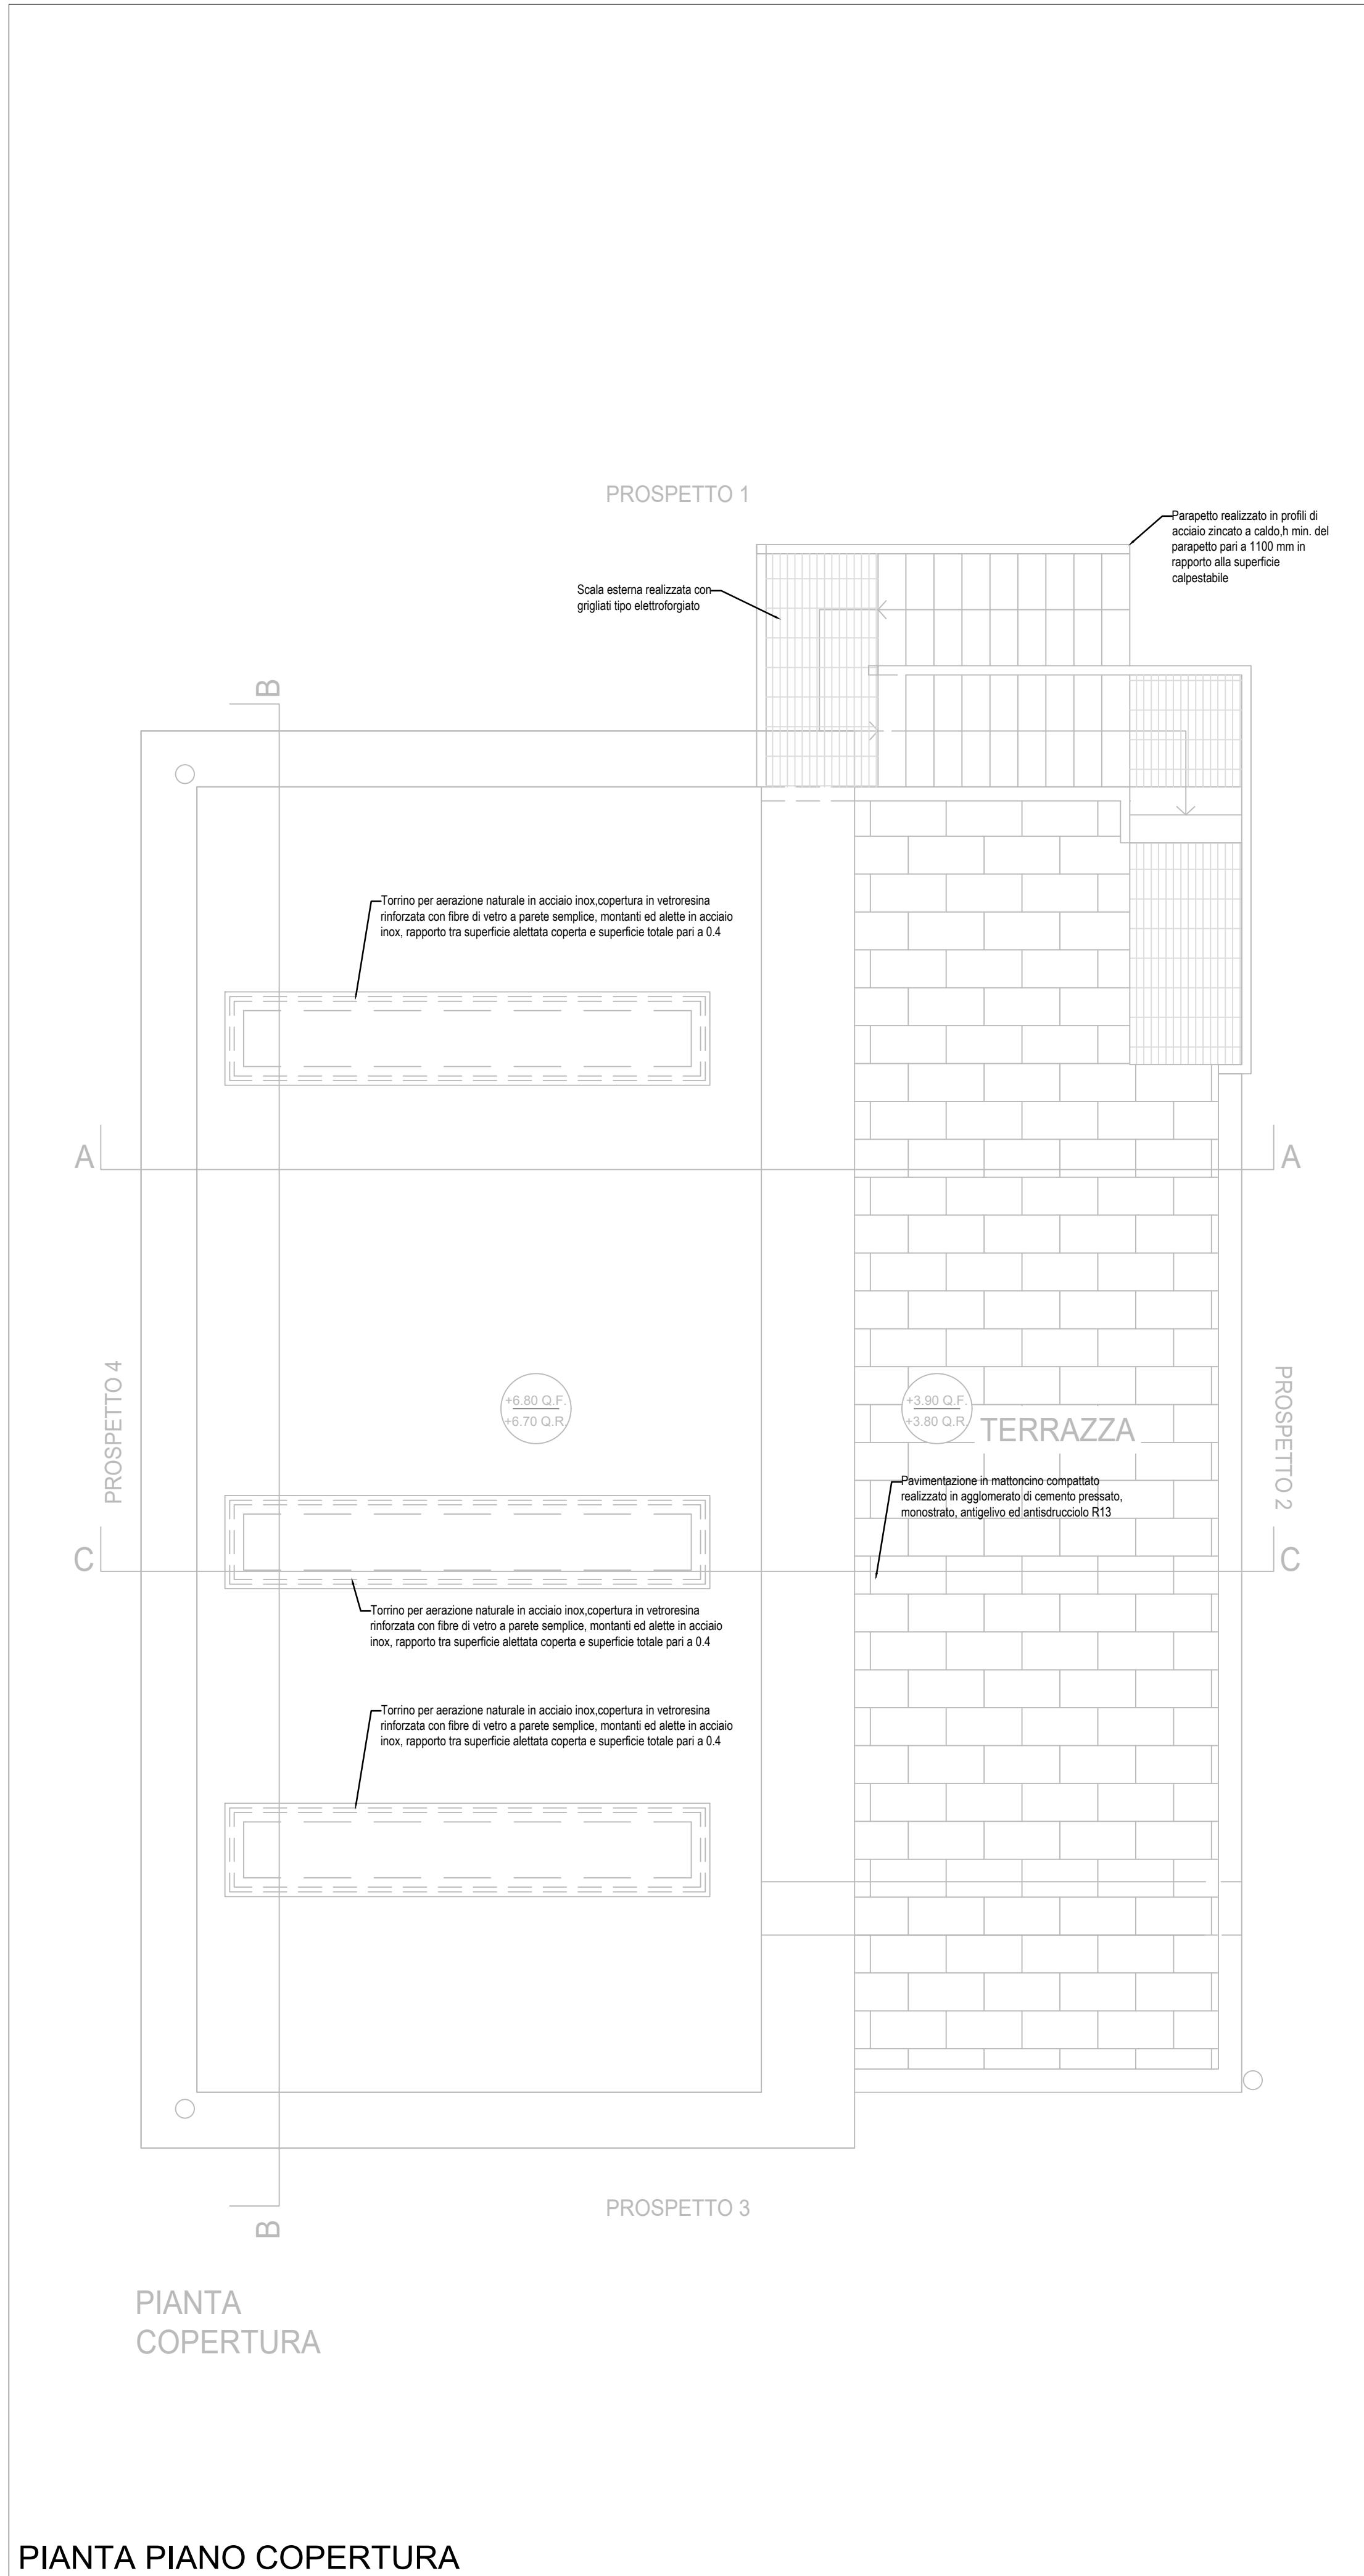 PROSPETTO 1
Parapetto realizzato in profili di
acciaio zincato a caldo,h min. del
parapetto pari a 1100 mm in
rapporto alla superficie
calpestabile
Scala esterna realizzata con
grigliati tipo elettroforgiato
B
Torrino per aerazione naturale in acciaio inox,copertura in vetroresina
rinforzata con fibre di vetro a parete semplice, montanti ed alette in acciaio
inox, rapporto tra superficie alettata coperta e superficie totale pari a 0.4
A
A
PROSPETTO 4
+6.80 Q.F.
+6.70 Q.R.
+3.90 Q.F.
+3.80 Q.R.
TERRAZZA
PROSPETTO 2
Pavimentazione in mattoncino compattato
realizzato in agglomerato di cemento pressato,
monostrato, antigelivo ed antisdrucciolo R13
C
C
Torrino per aerazione naturale in acciaio inox,copertura in vetroresina
rinforzata con fibre di vetro a parete semplice, montanti ed alette in acciaio
inox, rapporto tra superficie alettata coperta e superficie totale pari a 0.4
Torrino per aerazione naturale in acciaio inox,copertura in vetroresina
rinforzata con fibre di vetro a parete semplice, montanti ed alette in acciaio
inox, rapporto tra superficie alettata coperta e superficie totale pari a 0.4
PROSPETTO 3
B
PIANTA
COPERTURA
PIANTA PIANO COPERTURA